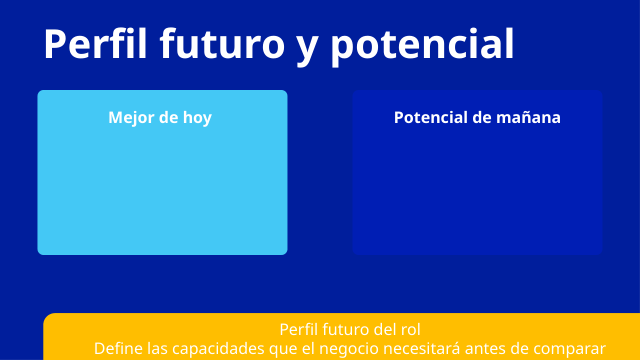 Perfil futuro y potencial
Mejor de hoy
Potencial de mañana
Perfil futuro del rol
Define las capacidades que el negocio necesitará antes de comparar